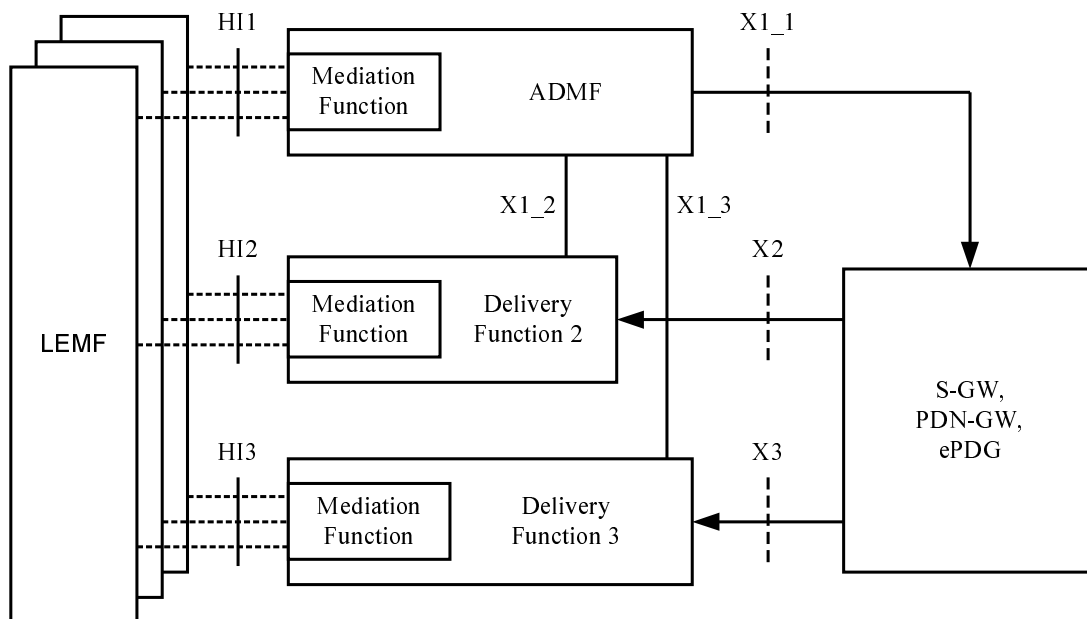 HI1
X1_1
Mediation
Function
ADMF
X1_2
X1_3
HI2
X2
Mediation
Function
Delivery
Function 2
LEMF
S-GW,
PDN-GW,
ePDG
HI3
X3
Mediation
Function
Delivery
Function 3